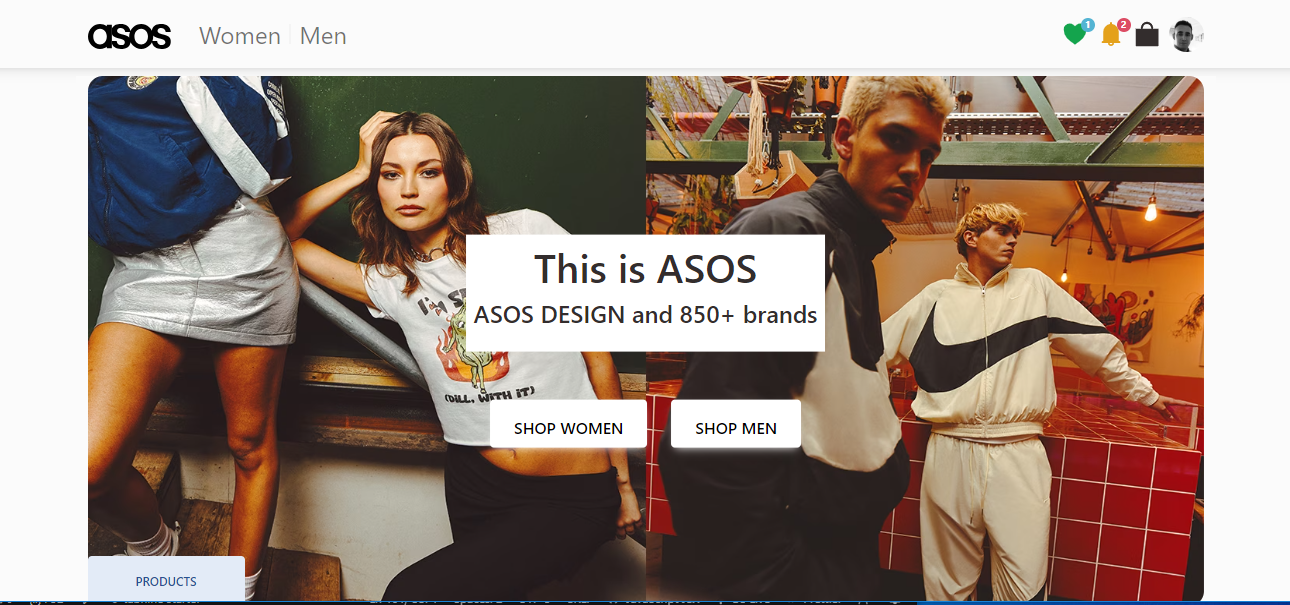 asos
Women
Men
1
2
This is ASOS
ASOS DESIGN and 850+ brands
(DILL WITH IT)
SHOP WOMEN
SHOP MEN
PRODUCTS